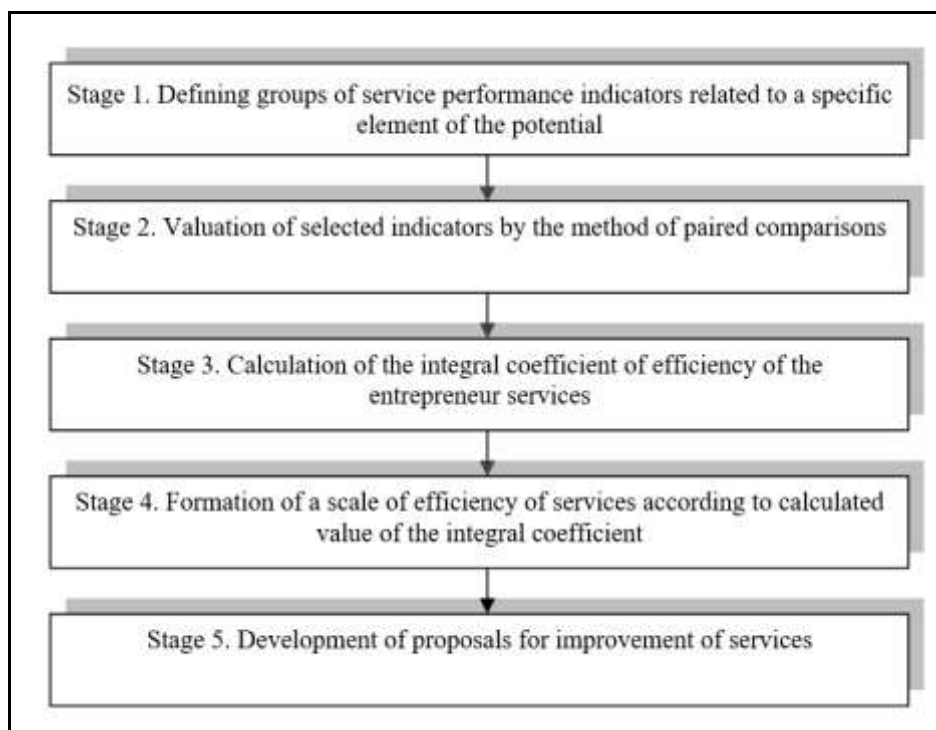 Stage 1. Defining groups of service performance indicators related to a specific
element of the potential
Stage 2. Valuation of selected indicators by the method of paired comparisons
Stage 3. Calculation of the integral coefficient of efficiency of the
entrepreneur services
Stage 4. Formation of a scale of efficiency of services according to calculated
value of the integral coefficient
Stage 5. Development of proposals for improvement of services